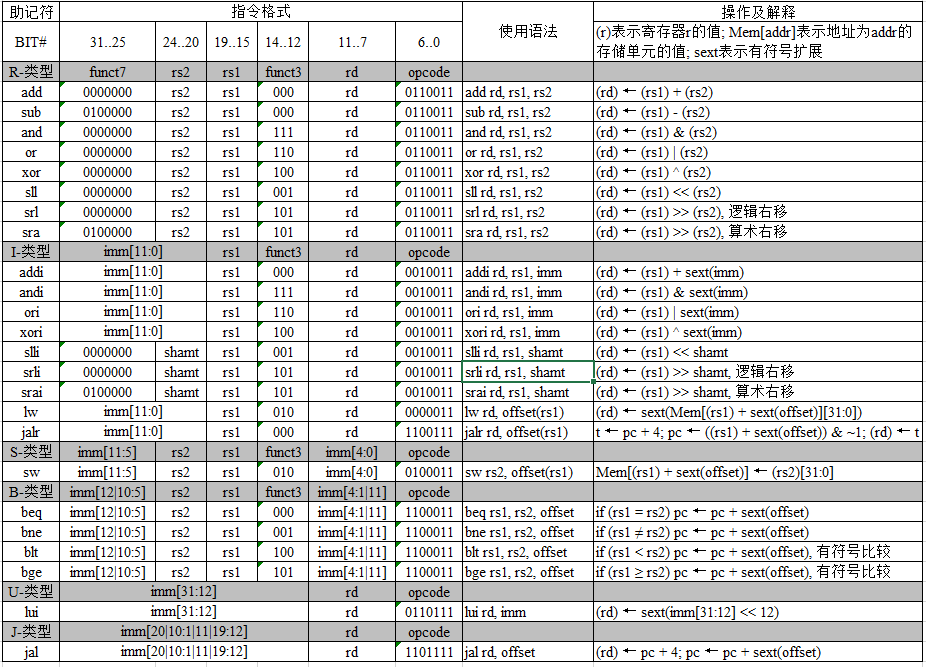 助记符 指令格式 使用语法 操作及解释
BIT# 31..25 24..20 19..15 14..12 11..7 6..0 (r)表示寄存器r的值; Mem[addr]表示地址为addr的存储单元的值; sext表示有符号扩展
R-类型 funct7 rs2 rs1 funct3 rd opcode
add 0000000 rs2 rs1 000 rd 0110011 add rd, rs1, rs2 (rd) ← (rs1) + (rs2)
sub 0100000 rs2 rs1 000 rd 0110011 sub rd, rs1, rs2 (rd) ← (rs1) - (rs2)
and 0000000 rs2 rs1 111 rd 0110011 and rd, rs1, rs2 (rd) ← (rs1) & (rs2)
or 0000000 rs2 rs1 110 rd 0110011 or rd, rs1, rs2 (rd) ← (rs1) | (rs2)
xor 0000000 rs2 rs1 100 rd 0110011 xor rd, rs1, rs2 (rd) ← (rs1) ^ (rs2)
sll 0000000 rs2 rs1 001 rd 0110011 sll rd, rs1, rs2 (rd) ← (rs1) << (rs2)
srl 0000000 rs2 rs1 101 rd 0110011 srl rd, rs1, rs2 (rd) ← (rs1) >> (rs2), 逻辑右移
sra 0100000 rs2 rs1 101 rd 0110011 sra rd, rs1, rs2 (rd) ← (rs1) >> (rs2), 算术右移
I-类型 imm[11:0] rs1 funct3 rd opcode
addi imm[11:0] rs1 000 rd 0010011 addi rd, rs1, imm (rd) ← (rs1) + sext(imm)
andi imm[11:0] rs1 111 rd 0010011 andi rd, rs1, imm (rd) ← (rs1) & sext(imm)
ori imm[11:0] rs1 110 rd 0010011 ori rd, rs1, imm (rd) ← (rs1) | sext(imm)
xori imm[11:0] rs1 100 rd 0010011 xori rd, rs1, imm (rd) ← (rs1) ^ sext(imm)
slli 0000000 shamt rs1 001 rd 0010011 slli rd, rs1, shamt (rd) ← (rs1) << shamt
srli 0000000 shamt rs1 101 rd 0010011 srli rd, rs1, shamt (rd) ← (rs1) >> shamt, 逻辑右移
srai 0100000 shamt rs1 101 rd 0010011 srai rd, rs1, shamt (rd) ← (rs1) >> shamt, 算术右移
lw imm[11:0] rs1 010 rd 0000011 lw rd, offset(rs1) (rd) ← sext(Mem[(rs1) + sext(offset)][31:0])
jalr imm[11:0] rs1 000 rd 1100111 jalr rd, offset(rs1) t ← pc + 4; pc ← ((rs1) + sext(offset)) & ~1; (rd) ← t
S-类型 imm[11:5] rs2 rs1 funct3 imm[4:0] opcode
sw imm[11:5] rs2 rs1 010 imm[4:0] 0100011 sw rs2, offset(rs1) Mem[(rs1) + sext(offset)] ← (rs2)[31:0]
B-类型 imm[12|10:5] rs2 rs1 funct3 imm[4:1|11] opcode
beq imm[12|10:5] rs2 rs1 000 imm[4:1|11] 1100011 beq rs1, rs2, offset if (rs1 = rs2) pc ← pc + sext(offset)
bne imm[12|10:5] rs2 rs1 001 imm[4:1|11] 1100011 bne rs1, rs2, offset if (rs1 ≠ rs2) pc ← pc + sext(offset)
blt imm[12|10:5] rs2 rs1 100 imm[4:1|11] 1100011 blt rs1, rs2, offset if (rs1 < rs2) pc ← pc + sext(offset), 有符号比较
bge imm[12|10:5] rs2 rs1 101 imm[4:1|11] 1100011 bge rs1, rs2, offset if (rs1 ≥ rs2) pc ← pc + sext(offset), 有符号比较
U-类型 imm[31:12] rd opcode
lui imm[31:12] rd 0110111 lui rd, imm (rd) ← sext(imm[31:12] << 12)
J-类型 imm[20|10:1|11|19:12] rd opcode
jal imm[20|10:1|11|19:12] rd 1101111 jal rd, offset (rd) ← pc + 4; pc ← pc + sext(offset)